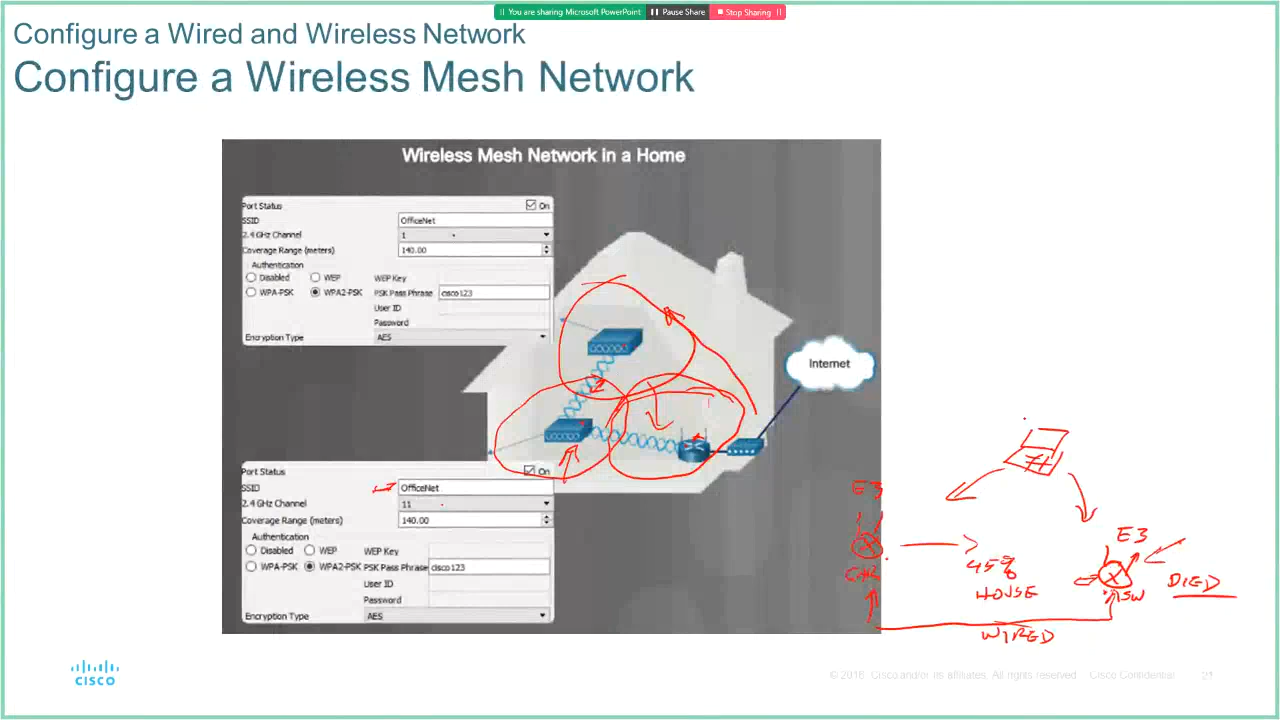 You are sharing Microsoft PowerPoint Pause Share Stop Sharing
Configure a Wired and Wireless Network
Configure a Wireless Mesh Network
Wireless Mesh Network in a Home
Port Status On
SSID OfficeNet
2.4 GHz Channel 1
Coverage Range (meters) 140.00
Authentication
Disabled WEP WEP Key
WPA-PSK WPA2-PSK PSK Pass Phrase cisco123
User ID
Password
Encryption Type AES
Internet
Port Status On
SSID OfficeNet
2.4 GHz Channel 11
Coverage Range (meters) 140.00
Authentication
Disabled WEP WEP Key
WPA-PSK WPA2-PSK PSK Pass Phrase cisco123
User ID
Password
Encryption Type AES
E3
E3
45%
HOUSE
DIED
WIRED
CISCO
© 2016 Cisco and/or its affiliates. All rights reserved. Cisco Confidential 21